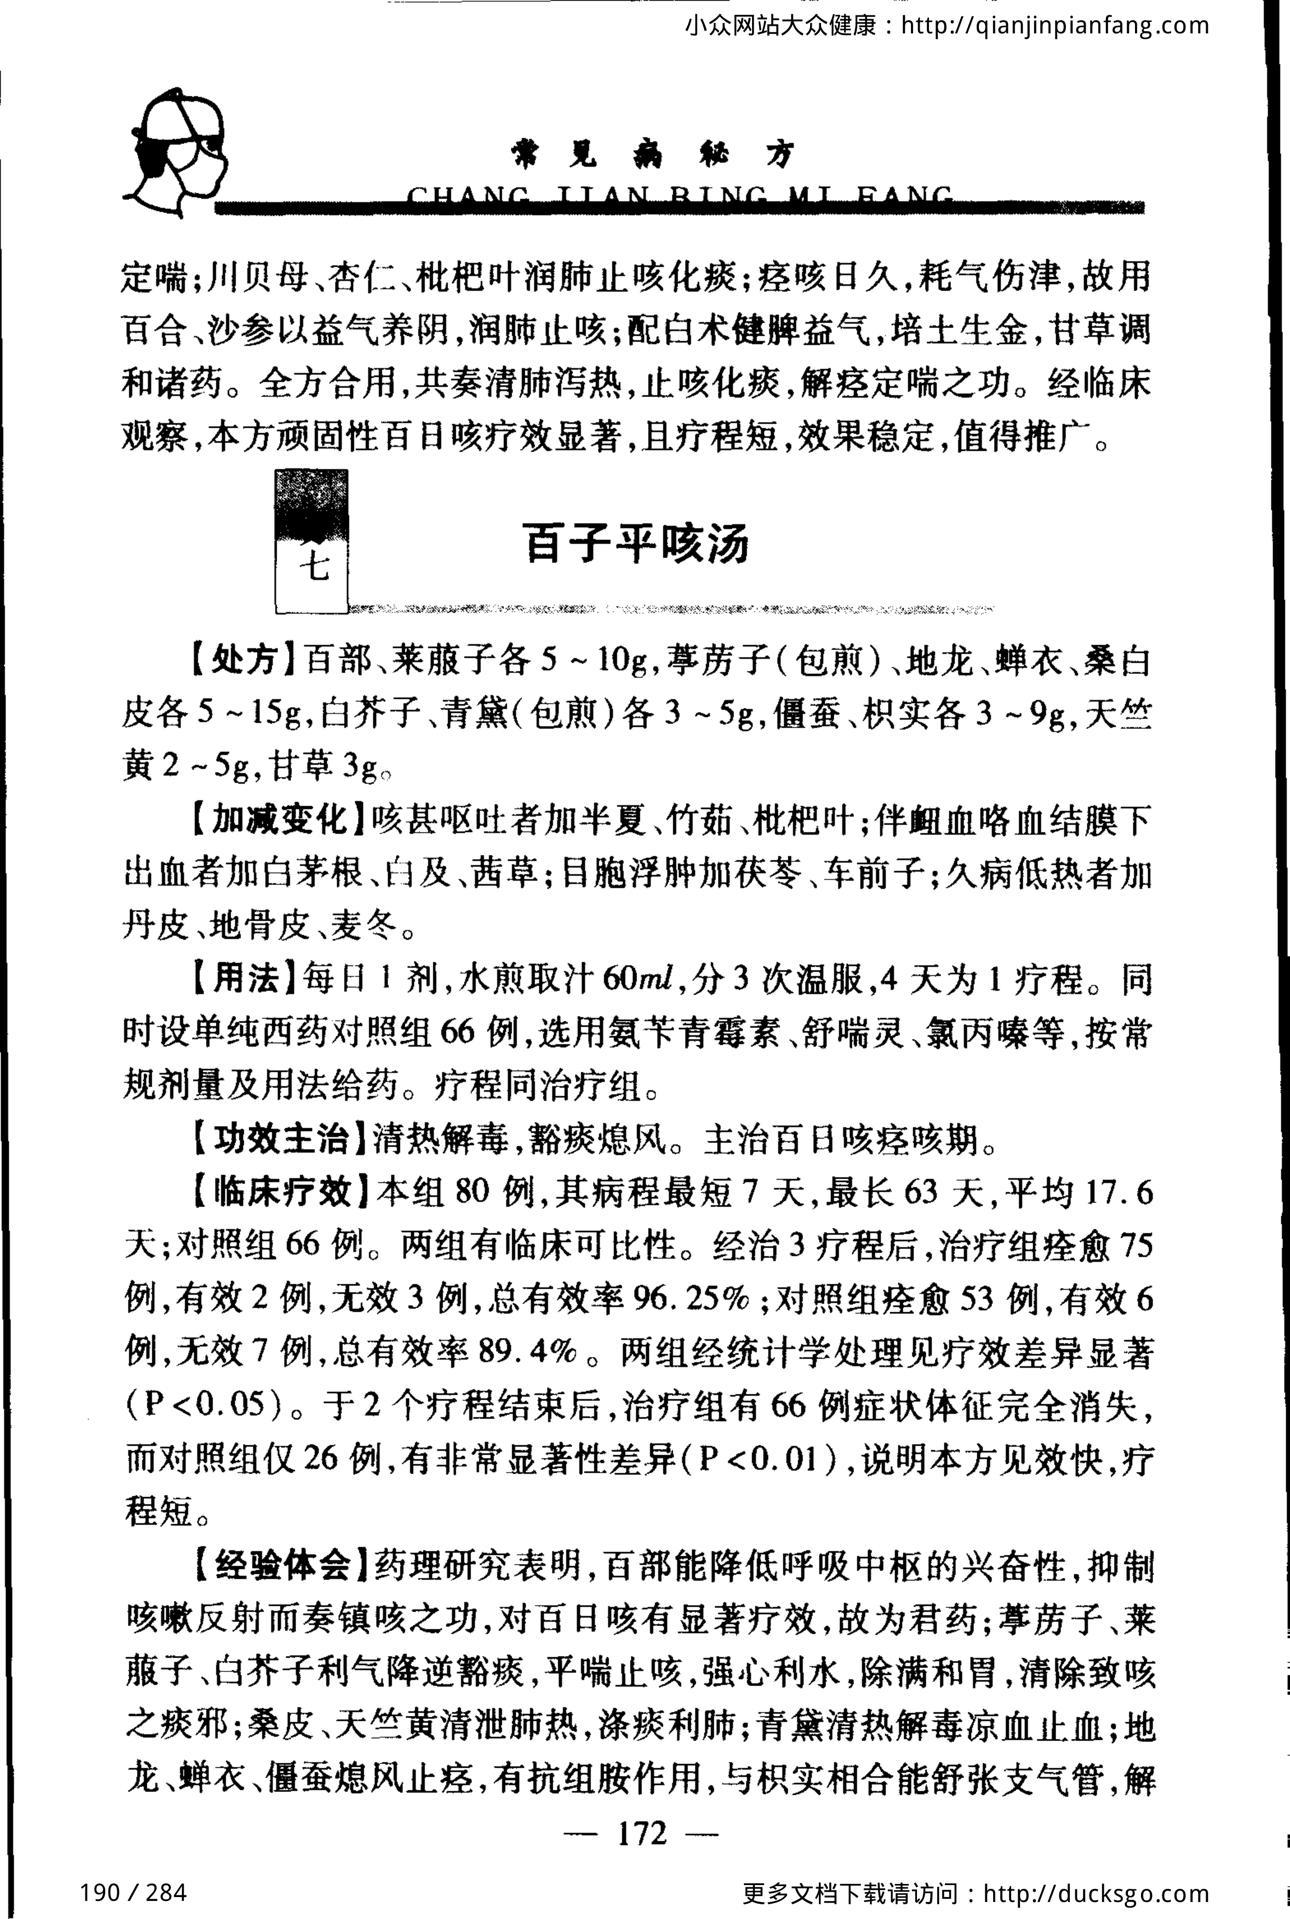 小众网站大众健康：http://qianjinpianfang.com
常见病秘方
CHANG JIAN BING MI FANG
定喘;川贝母、杏仁、枇杷叶润肺止咳化痰;痉咳日久,耗气伤津,故用
百合、沙参以益气养阴,润肺止咳;配白术健脾益气,培土生金,甘草调
和诸药。全方合用,共奏清肺泻热,止咳化痰,解痉定喘之功。经临床
观察,本方顽固性百日咳疗效显著,且疗程短,效果稳定,值得推广。
七
百子平咳汤
【处方】百部、莱菔子各 5 ~ 10g,葶苈子(包煎)、地龙、蝉衣、桑白
皮各 5 ~ 15g,白芥子、青黛(包煎)各 3 ~ 5g,僵蚕、枳实各 3 ~ 9g,天竺
黄 2 ~ 5g,甘草 3g。
【加减变化】咳甚呕吐者加半夏、竹茹、枇杷叶;伴衄血咯血结膜下
出血者加白茅根、白及、茜草;目胞浮肿加茯苓、车前子;久病低热者加
丹皮、地骨皮、麦冬。
【用法】每日 1 剂,水煎取汁 60ml,分 3 次温服,4 天为 1 疗程。同
时设单纯西药对照组 66 例,选用氨苄青霉素、舒喘灵、氯丙嗪等,按常
规剂量及用法给药。疗程同治疗组。
【功效主治】清热解毒,豁痰熄风。主治百日咳痉咳期。
【临床疗效】本组 80 例,其病程最短 7 天,最长 63 天,平均 17.6
天;对照组 66 例。两组有临床可比性。经治 3 疗程后,治疗组痊愈 75
例,有效 2 例,无效 3 例,总有效率 96.25%;对照组痊愈 53 例,有效 6
例,无效 7 例,总有效率 89.4%。两组经统计学处理见疗效差异显著
(P<0.05)。于 2 个疗程结束后,治疗组有 66 例症状体征完全消失,
而对照组仅 26 例,有非常显著性差异(P<0.01),说明本方见效快,疗
程短。
【经验体会】药理研究表明,百部能降低呼吸中枢的兴奋性,抑制
咳嗽反射而奏镇咳之功,对百日咳有显著疗效,故为君药;葶苈子、莱
菔子、白芥子利气降逆豁痰,平喘止咳,强心利水,除满和胃,清除致咳
之痰邪;桑皮、天竺黄清泄肺热,涤痰利肺;青黛清热解毒凉血止血;地
龙、蝉衣、僵蚕熄风止痉,有抗组胺作用,与枳实相合能舒张支气管,解
— 172 —
190 / 284
更多文档下载请访问：http://ducksgo.com